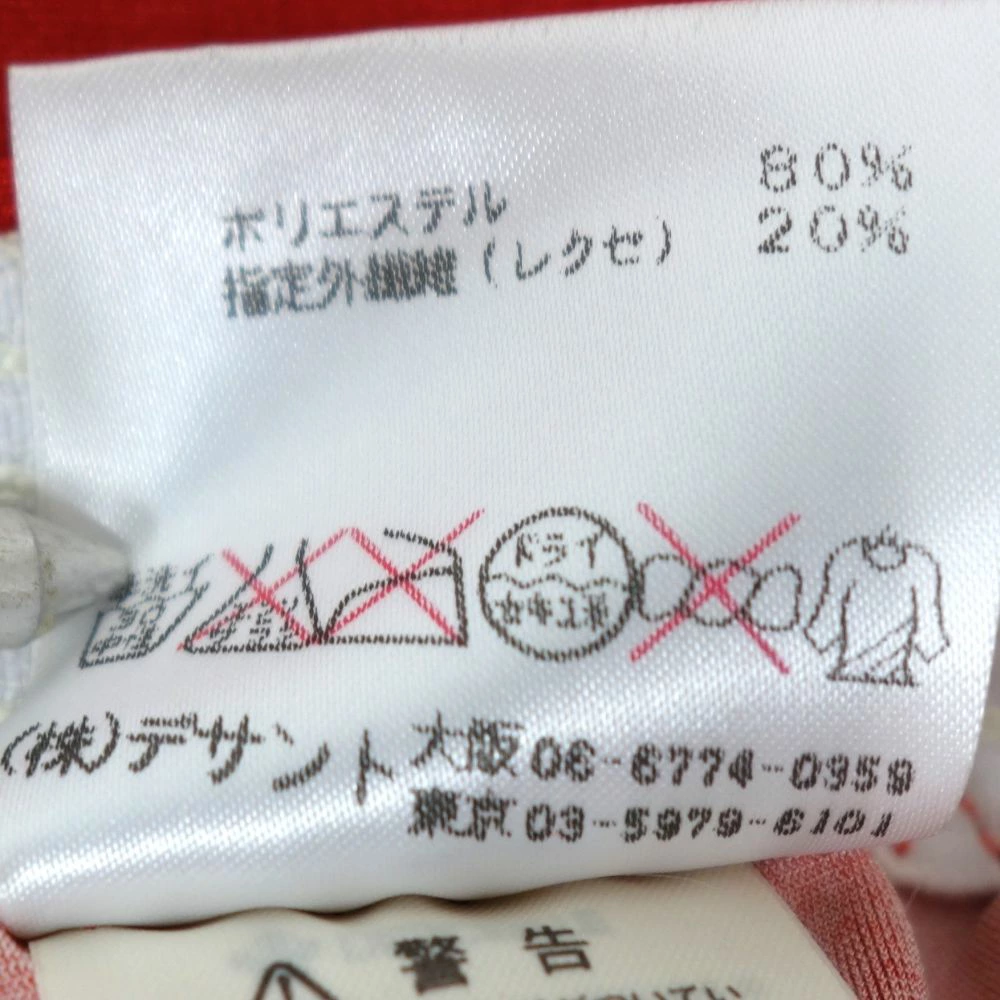 ポリエステル 80%
指定外繊維(レクセ) 20%
ドライ
(株)デサント 大阪06-6774-0358
東京03-5979-6101
警告